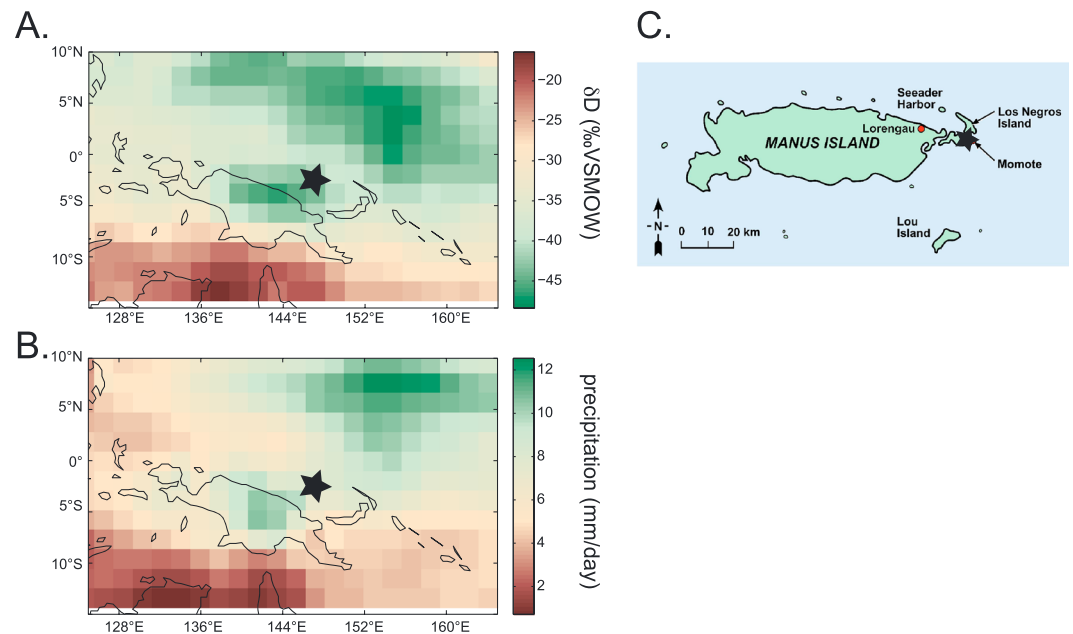 A.
10°N
5°N
0°
5°S
10°S
128°E 136°E 144°E 152°E 160°E
−20
−25
−30
−35
−40
−45
δD (‰VSMOW)
B.
10°N
5°N
0°
5°S
10°S
128°E 136°E 144°E 152°E 160°E
12
10
8
6
4
2
precipitation (mm/day)
C.
Seeader
Harbor
Los Negros
Island
Lorengau
MANUS ISLAND
Momote
Lou
Island
-N-
0 10 20 km